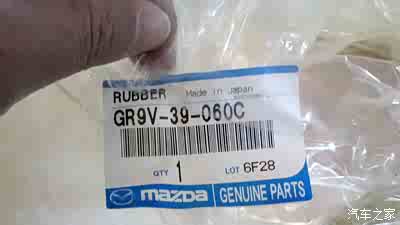 RUBBER Made in Japan
GR9V-39-060C
QTY 1 LOT 6F28
mazda GENUINE PARTS
汽车之家